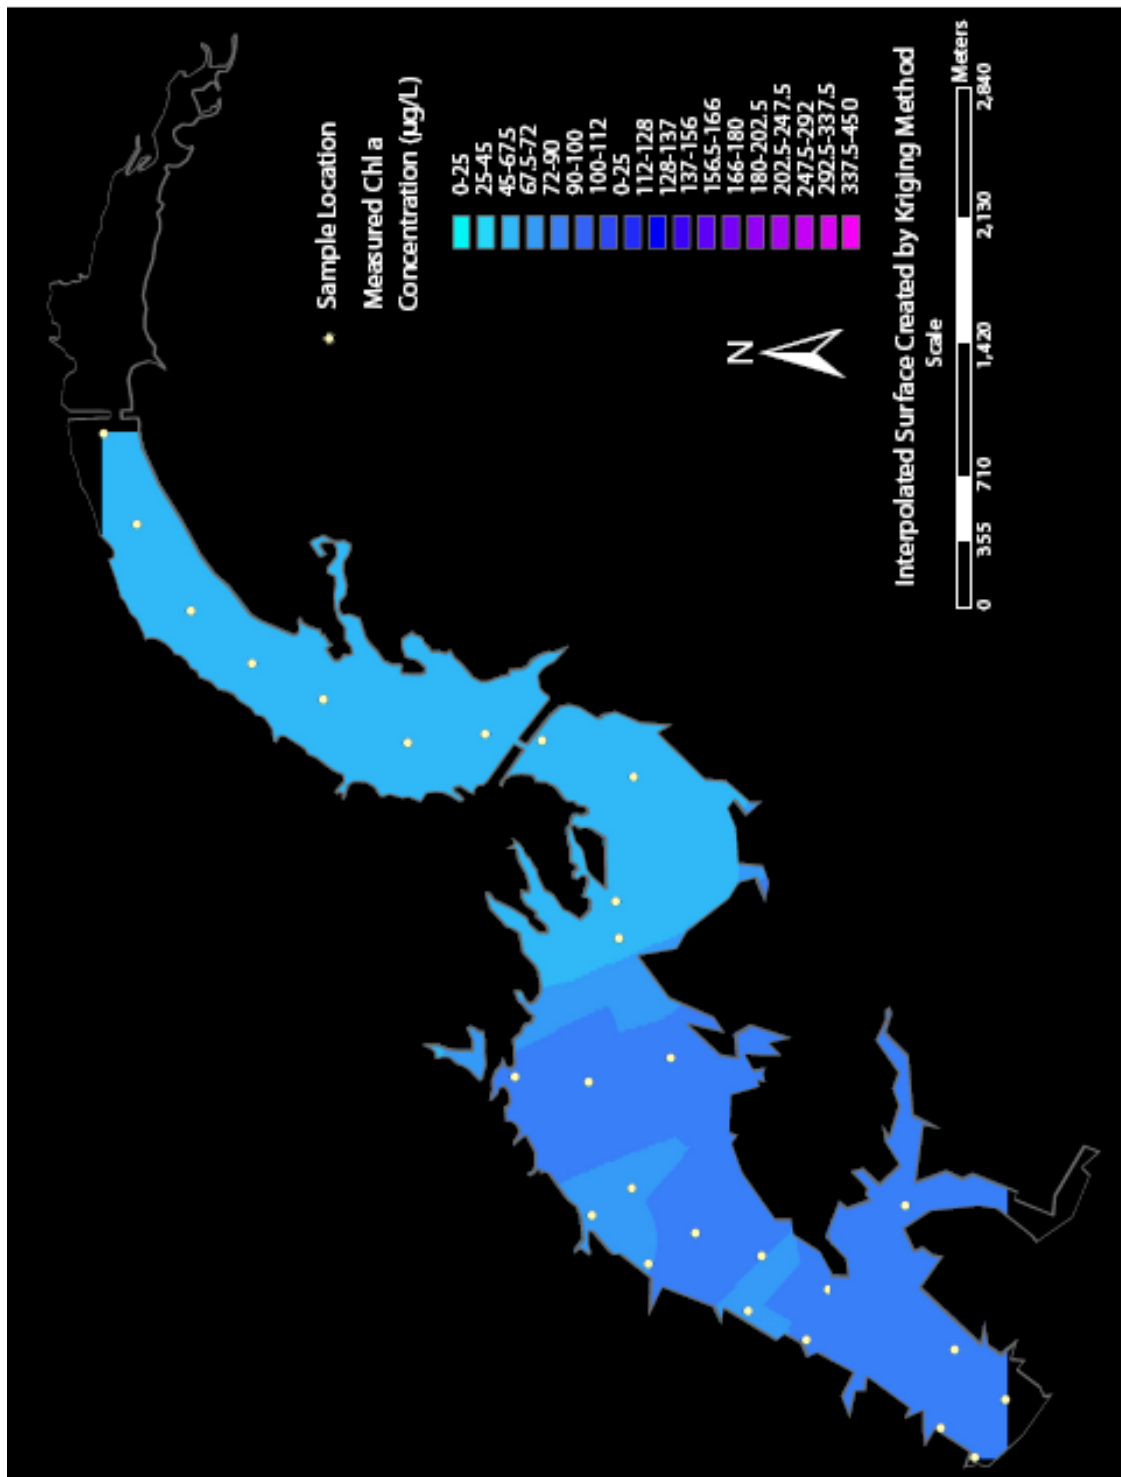 Sample Location
Measured Chl a
Concentration (µg/L)
0-25
25-45
45-67.5
67.5-72
72-90
90-100
100-112
0-25
112-128
128-137
137-156
156.5-166
166-180
180-202.5
202.5-247.5
247.5-292
292.5-337.5
337.5-450
N
Interpolated Surface Created by Kriging Method
Scale
0 355 710 1,420 2,130 2,840
Meters